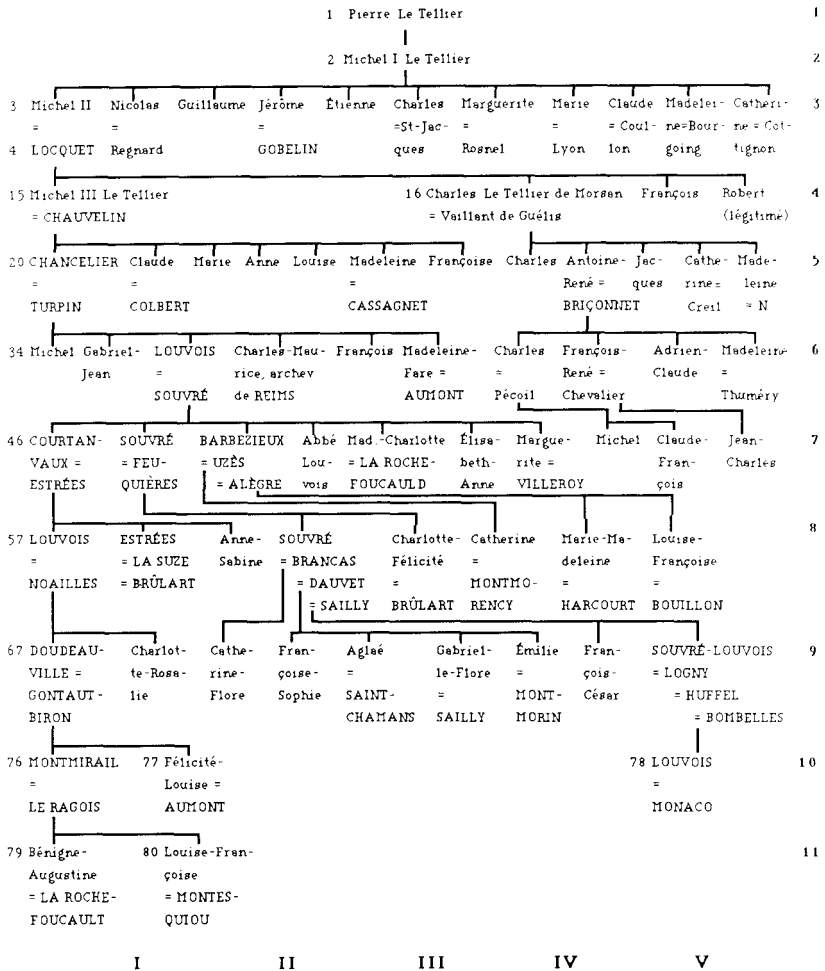 1 Pierre Le Tellier 1
2 Michel I Le Tellier 2
3 Michel II Nicolas Guillaume Jérôme Étienne Charles Marguerite Marie Claude Madelei- Catheri- 3
= = = =St-Jac- = = = Coul- ne=Bour- ne = Cot-
4 LOCQUET Regnard GOBELIN ques Rosnel Lyon lon going tignon
15 Michel III Le Tellier 16 Charles Le Tellier de Morsan François Robert 4
= CHAUVELIN = Vaillant de Guélis (légitimé)
20 CHANCELIER Claude Marie Anne Louise Madeleine Françoise Charles Antoine- Jac- Cathe- Made- 5
= = = René = ques rine= leine
TURPIN COLBERT CASSAGNET BRIÇONNET Creil = N
34 Michel Gabriel- LOUVOIS Charles-Mau- François Madeleine- Charles François- Adrien- Madeleine 6
Jean = rice, archev Fare = = René = Claude =
SOUVRÉ de REIMS AUMONT Pécoil Chevalier Thuméry
46 COURTAN- SOUVRÉ BARBEZIEUX Abbé Mad.-Charlotte Élisa- Margue- Michel Claude- Jean- 7
VAUX = = FEU- = UZÈS Lou- = LA ROCHE- beth- rite = Fran- Charles
ESTRÉES QUIÈRES = ALÈGRE vois FOUCAULD Anne VILLEROY çois
57 LOUVOIS ESTRÉES Anne- SOUVRÉ Charlotte- Catherine Marie-Ma- Louise- 8
= = LA SUZE Sabine = BRANCAS Félicité = deleine Françoise
NOAILLES = BRÛLART = DAUVET = MONTMO- = =
= SAILLY BRÛLART RENCY HARCOURT BOUILLON
67 DOUDEAU- Charlot- Cathe- Fran- Aglaé Gabriel- Émilie Fran- SOUVRÉ-LOUVOIS 9
VILLE = te-Rosa- rine- çoise- = le-Flore = çois- = LOGNY
GONTAUT- lie Flore Sophie SAINT- = MONT- César = HUFFEL
BIRON CHAMANS SAILLY MORIN = BOMBELLES
76 MONTMIRAIL 77 Félicité- 78 LOUVOIS 10
= Louise = =
LE RAGOIS AUMONT MONACO
79 Bénigne- 80 Louise-Fran- 11
Augustine çoise
= LA ROCHE- = MONTES-
FOUCAULT QUIOU
I II III IV V